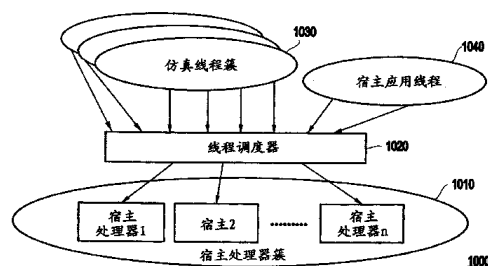 1030
仿真线程簇
1040
宿主应用线程
线程调度器
1020
1010
宿主
处理器1
宿主2
宿主
处理器n
宿主处理器簇
1000